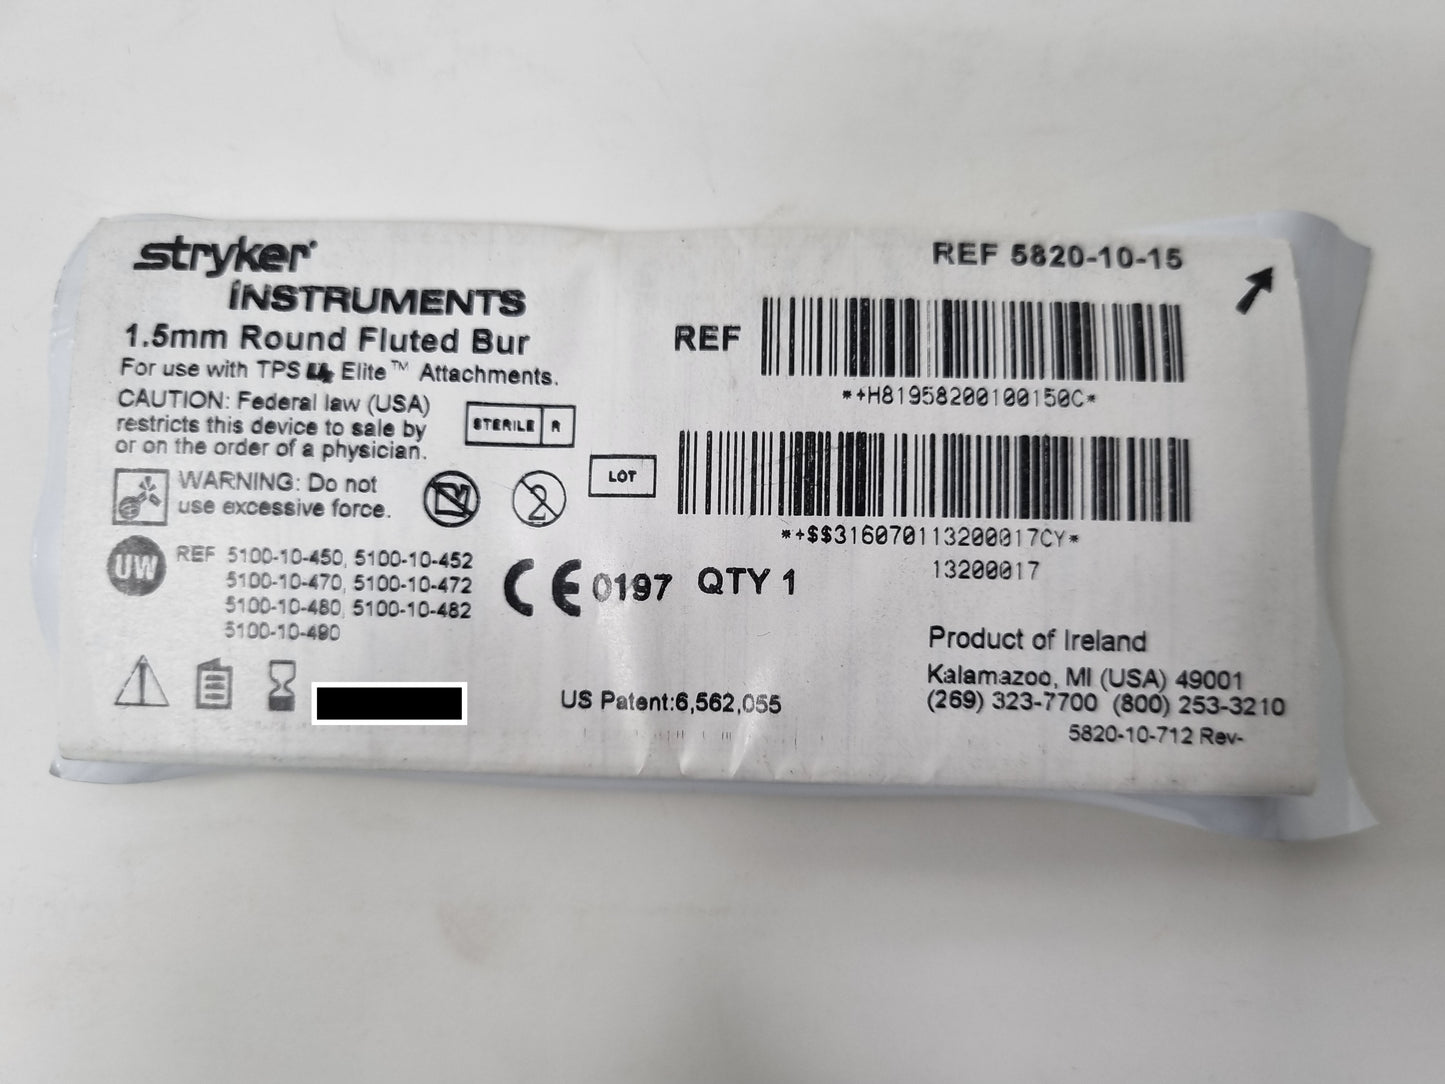 stryker
INSTRUMENTS
1.5mm Round Fluted Bur
For use with TPS Elite™ Attachments.
CAUTION: Federal law (USA)
restricts this device to sale by
or on the order of a physician.
STERILE R
WARNING: Do not
use excessive force.
2
LOT
UW
REF 5100-10-450, 5100-10-452
5100-10-470, 5100-10-472
5100-10-480, 5100-10-482
5100-10-490
CE 0197 QTY 1
US Patent:6,562,055
REF 5820-10-15
REF
*+H81958200100150C*
*+$$316070113200017CY*
13200017
Product of Ireland
Kalamazoo, MI (USA) 49001
(269) 323-7700 (800) 253-3210
5820-10-712 Rev-